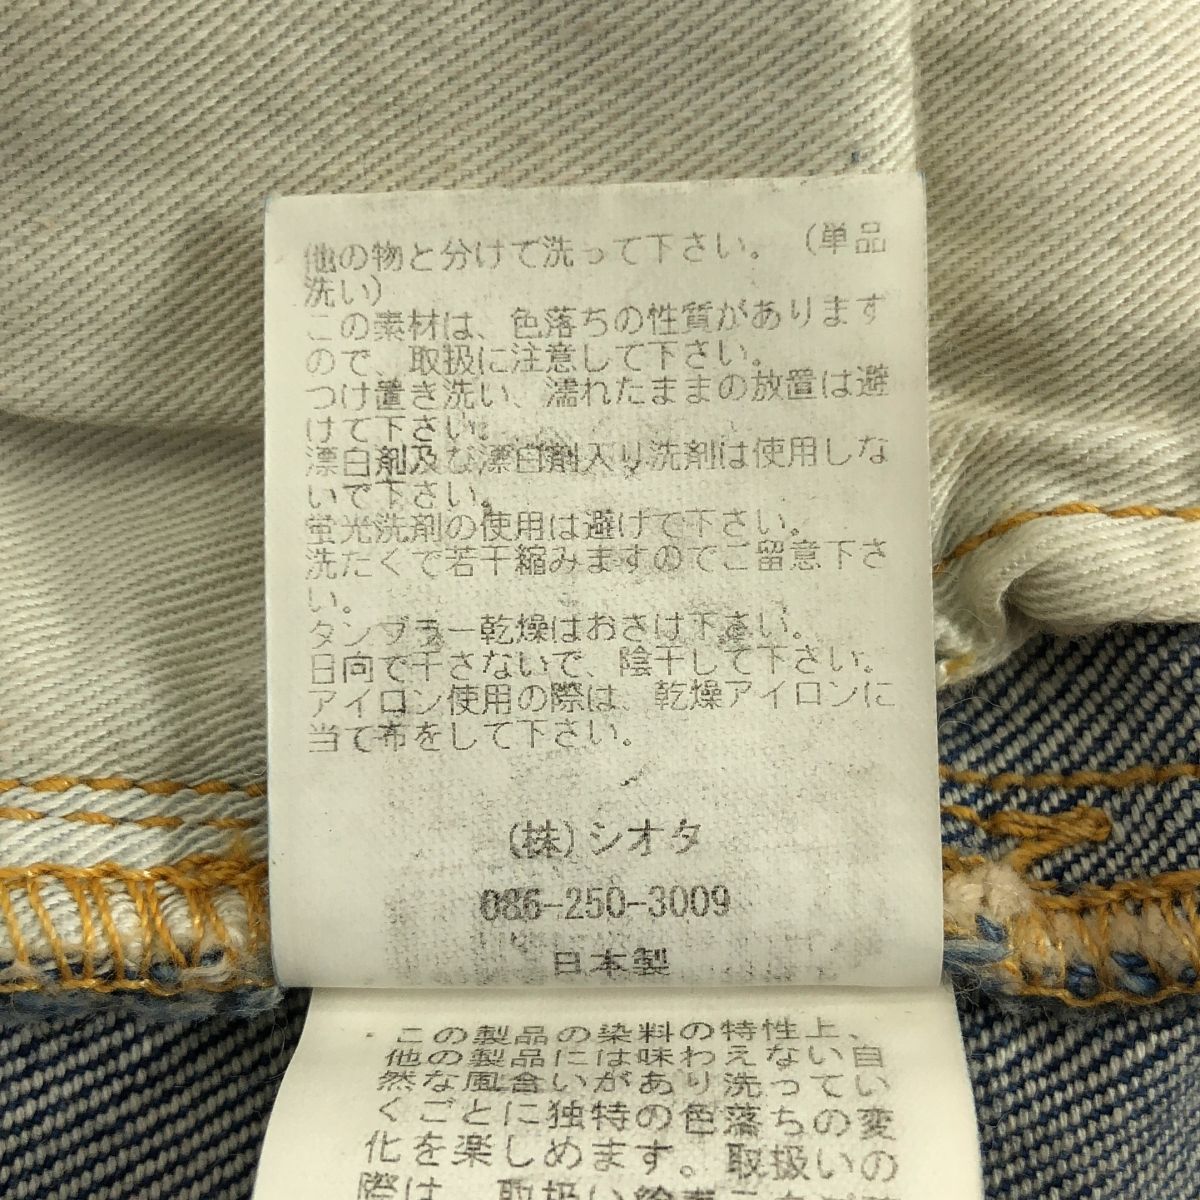 他の物と分けて洗って下さい。(単品
洗い)
この素材は、色落ちの性質があります
ので、取扱に注意して下さい。
つけ置き洗い、濡れたままの放置は避
けて下さい。
漂白剤及び漂白剤入り洗剤は使用しな
いで下さい。
蛍光洗剤の使用は避けて下さい。
洗たくで若干縮みますのでご留意下さ
い。
タンブラー乾燥はおさけ下さい。
日向で干さないで、陰干して下さい。
アイロン使用の際は、乾燥アイロンに
当て布をして下さい。
(株)シオタ
086-250-3009
日本製
・この製品の染料の特性上、
他の製品には味わえない自
然な風合いがあり洗ってい
くごとに独特の色落ちの変
化を楽しめます。取扱いの
際は、取扱い